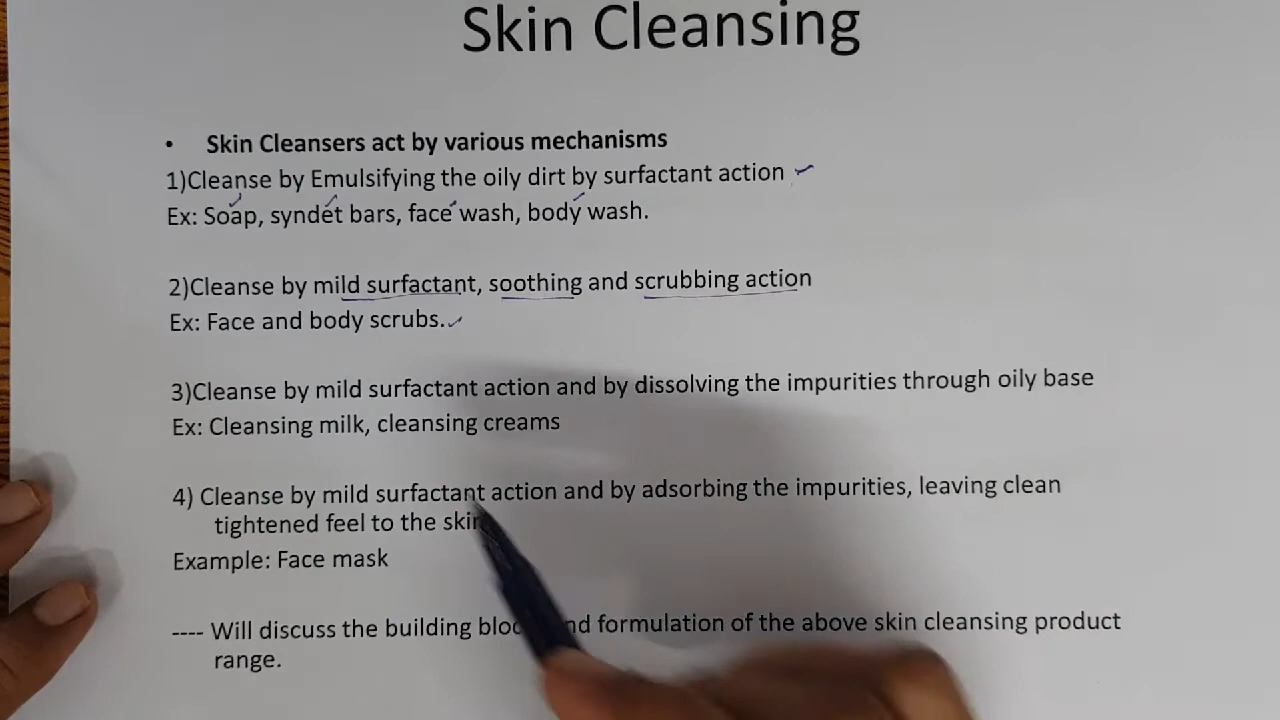 Skin Cleansing
• Skin Cleansers act by various mechanisms
1)Cleanse by Emulsifying the oily dirt by surfactant action
Ex: Soap, syndet bars, face wash, body wash.
2)Cleanse by mild surfactant, soothing and scrubbing action
Ex: Face and body scrubs.
3)Cleanse by mild surfactant action and by dissolving the impurities through oily base
Ex: Cleansing milk, cleansing creams
4) Cleanse by mild surfactant action and by adsorbing the impurities, leaving clean
tightened feel to the skin
Example: Face mask
---- Will discuss the building formulation of the above skin cleansing product
range.